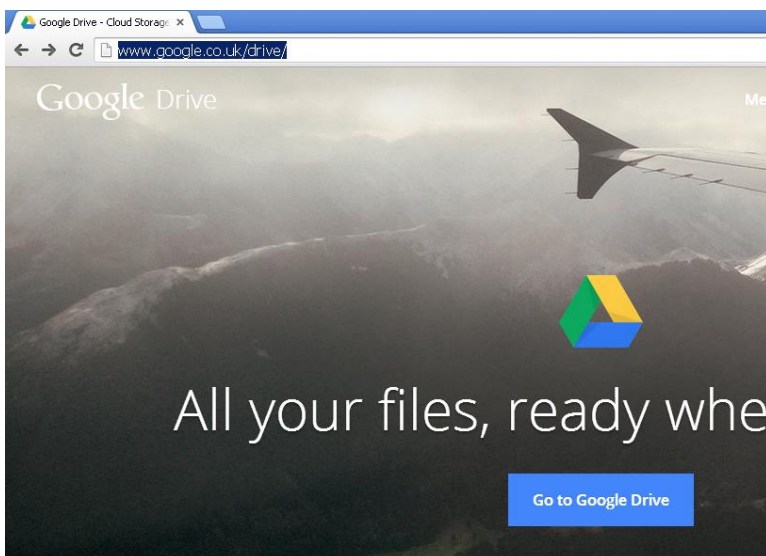 Google Drive - Cloud Storage
www.google.co.uk/drive/
Google Drive
Me
All your files, ready whe
Go to Google Drive